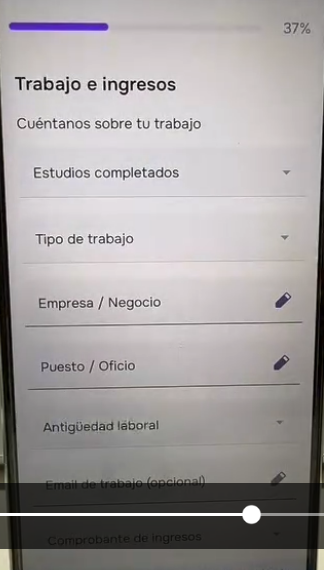 37%
Trabajo e ingresos
Cuéntanos sobre tu trabajo
Estudios completados
Tipo de trabajo
Empresa / Negocio
Puesto / Oficio
Antigüedad laboral
Email de trabajo (opcional)
Comprobante de ingresos